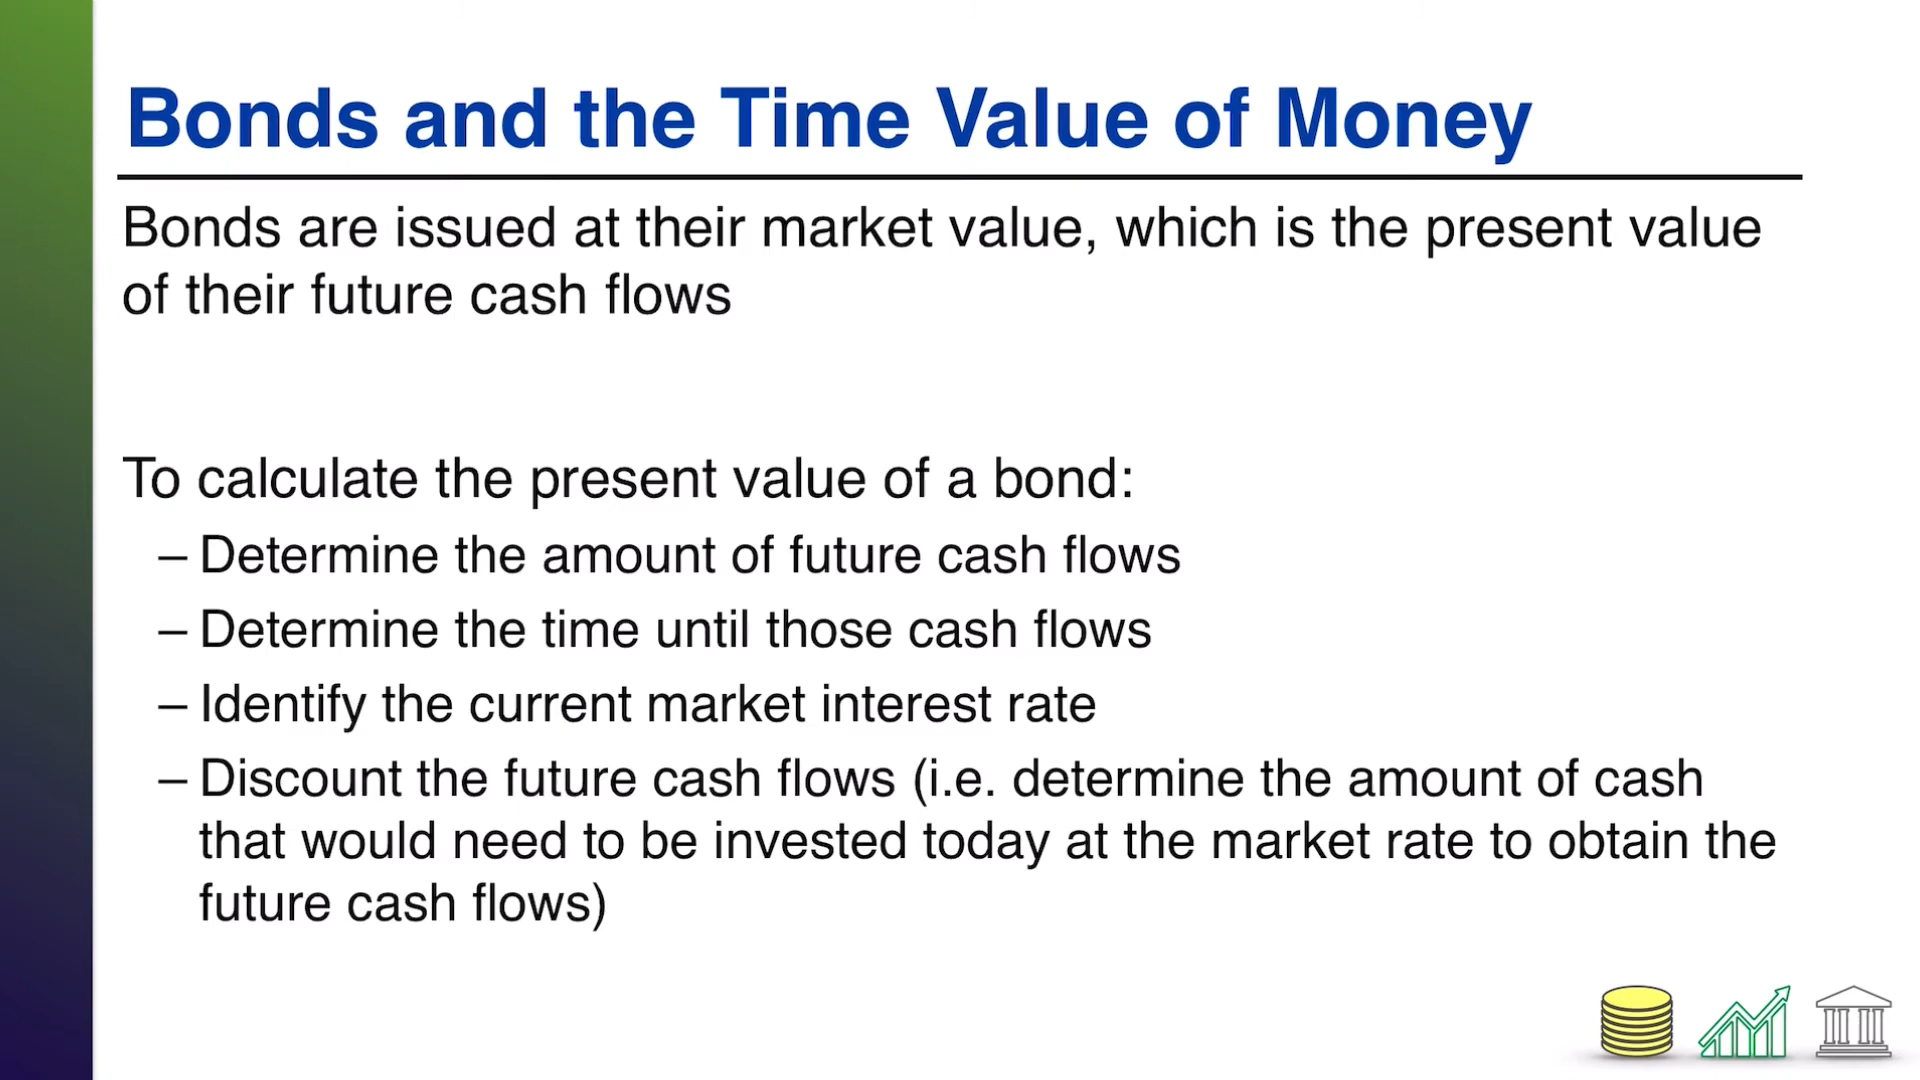 Bonds and the Time Value of Money
Bonds are issued at their market value, which is the present value
of their future cash flows
To calculate the present value of a bond:
– Determine the amount of future cash flows
– Determine the time until those cash flows
– Identify the current market interest rate
– Discount the future cash flows (i.e. determine the amount of cash
that would need to be invested today at the market rate to obtain the
future cash flows)